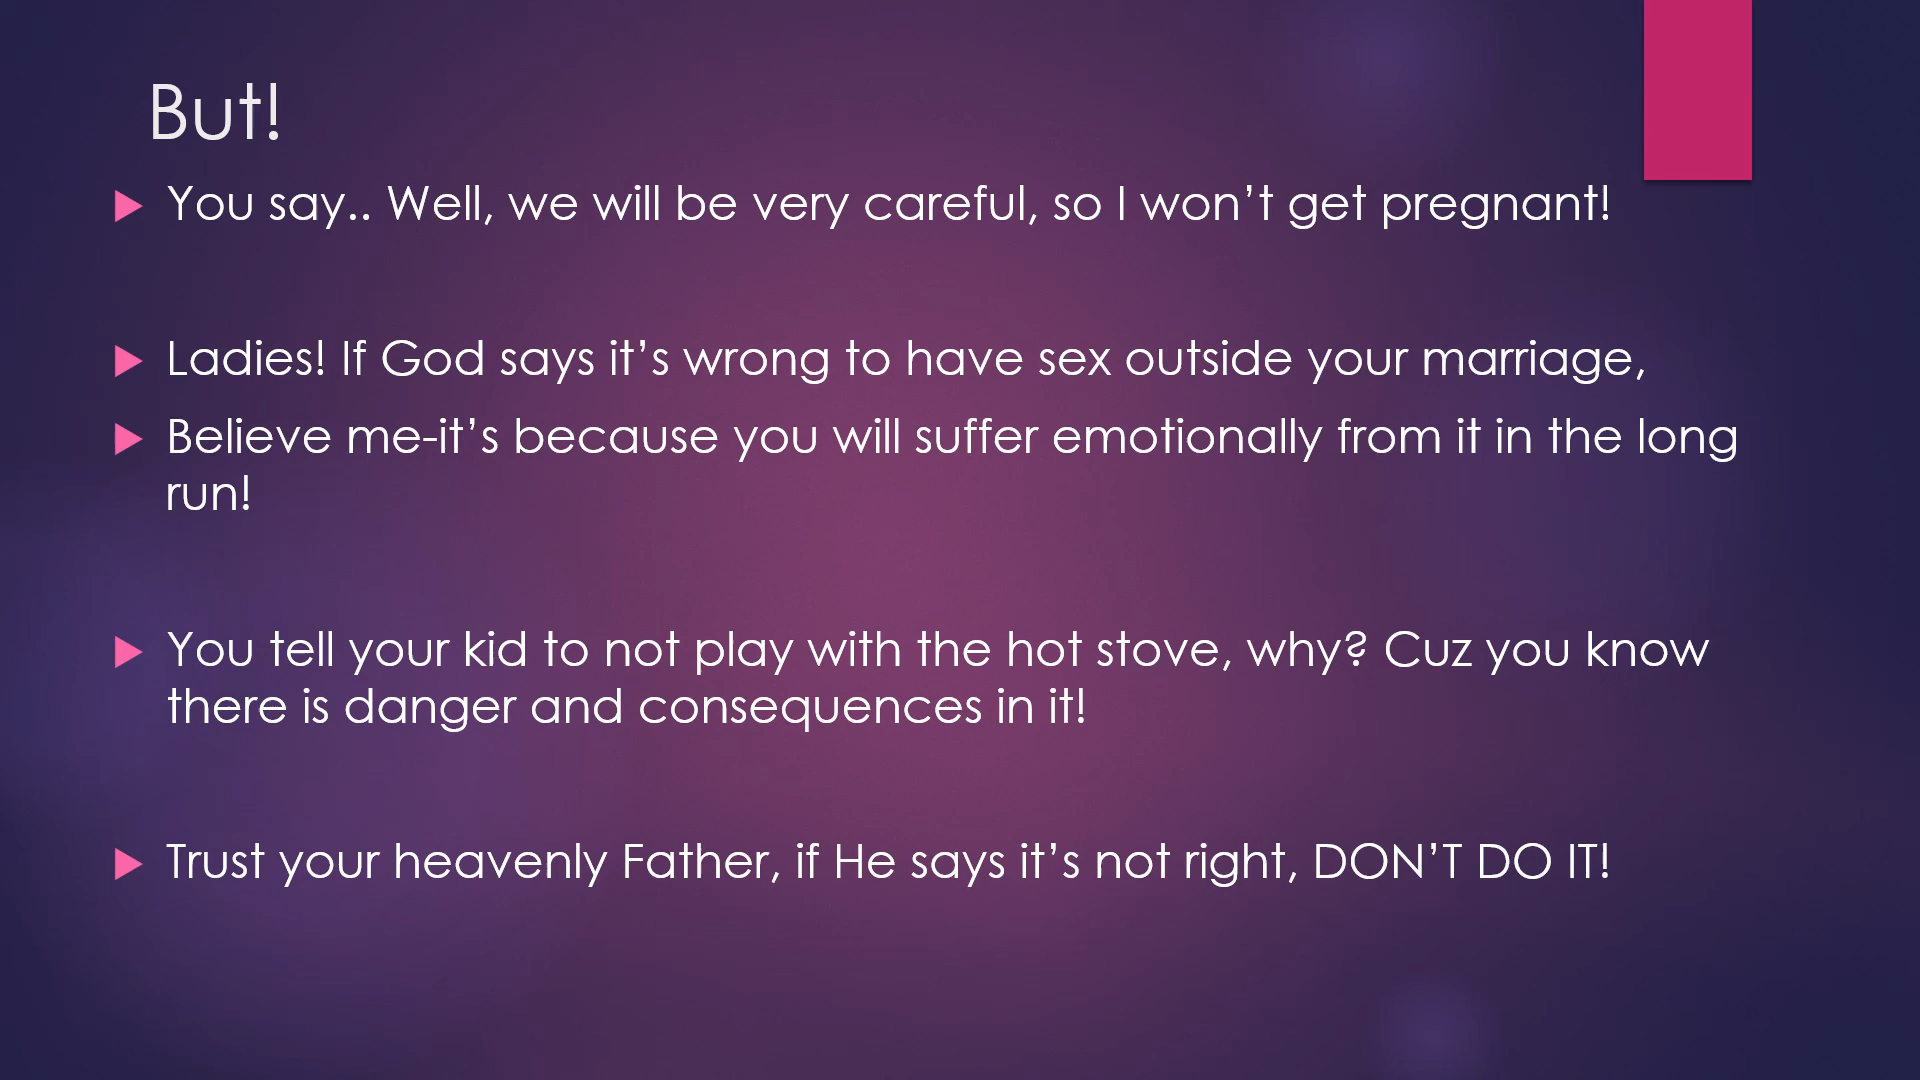 But!
You say.. Well, we will be very careful, so I won’t get pregnant!
Ladies! If God says it’s wrong to have sex outside your marriage,
Believe me-it’s because you will suffer emotionally from it in the long
run!
You tell your kid to not play with the hot stove, why? Cuz you know
there is danger and consequences in it!
Trust your heavenly Father, if He says it’s not right, DON’T DO IT!